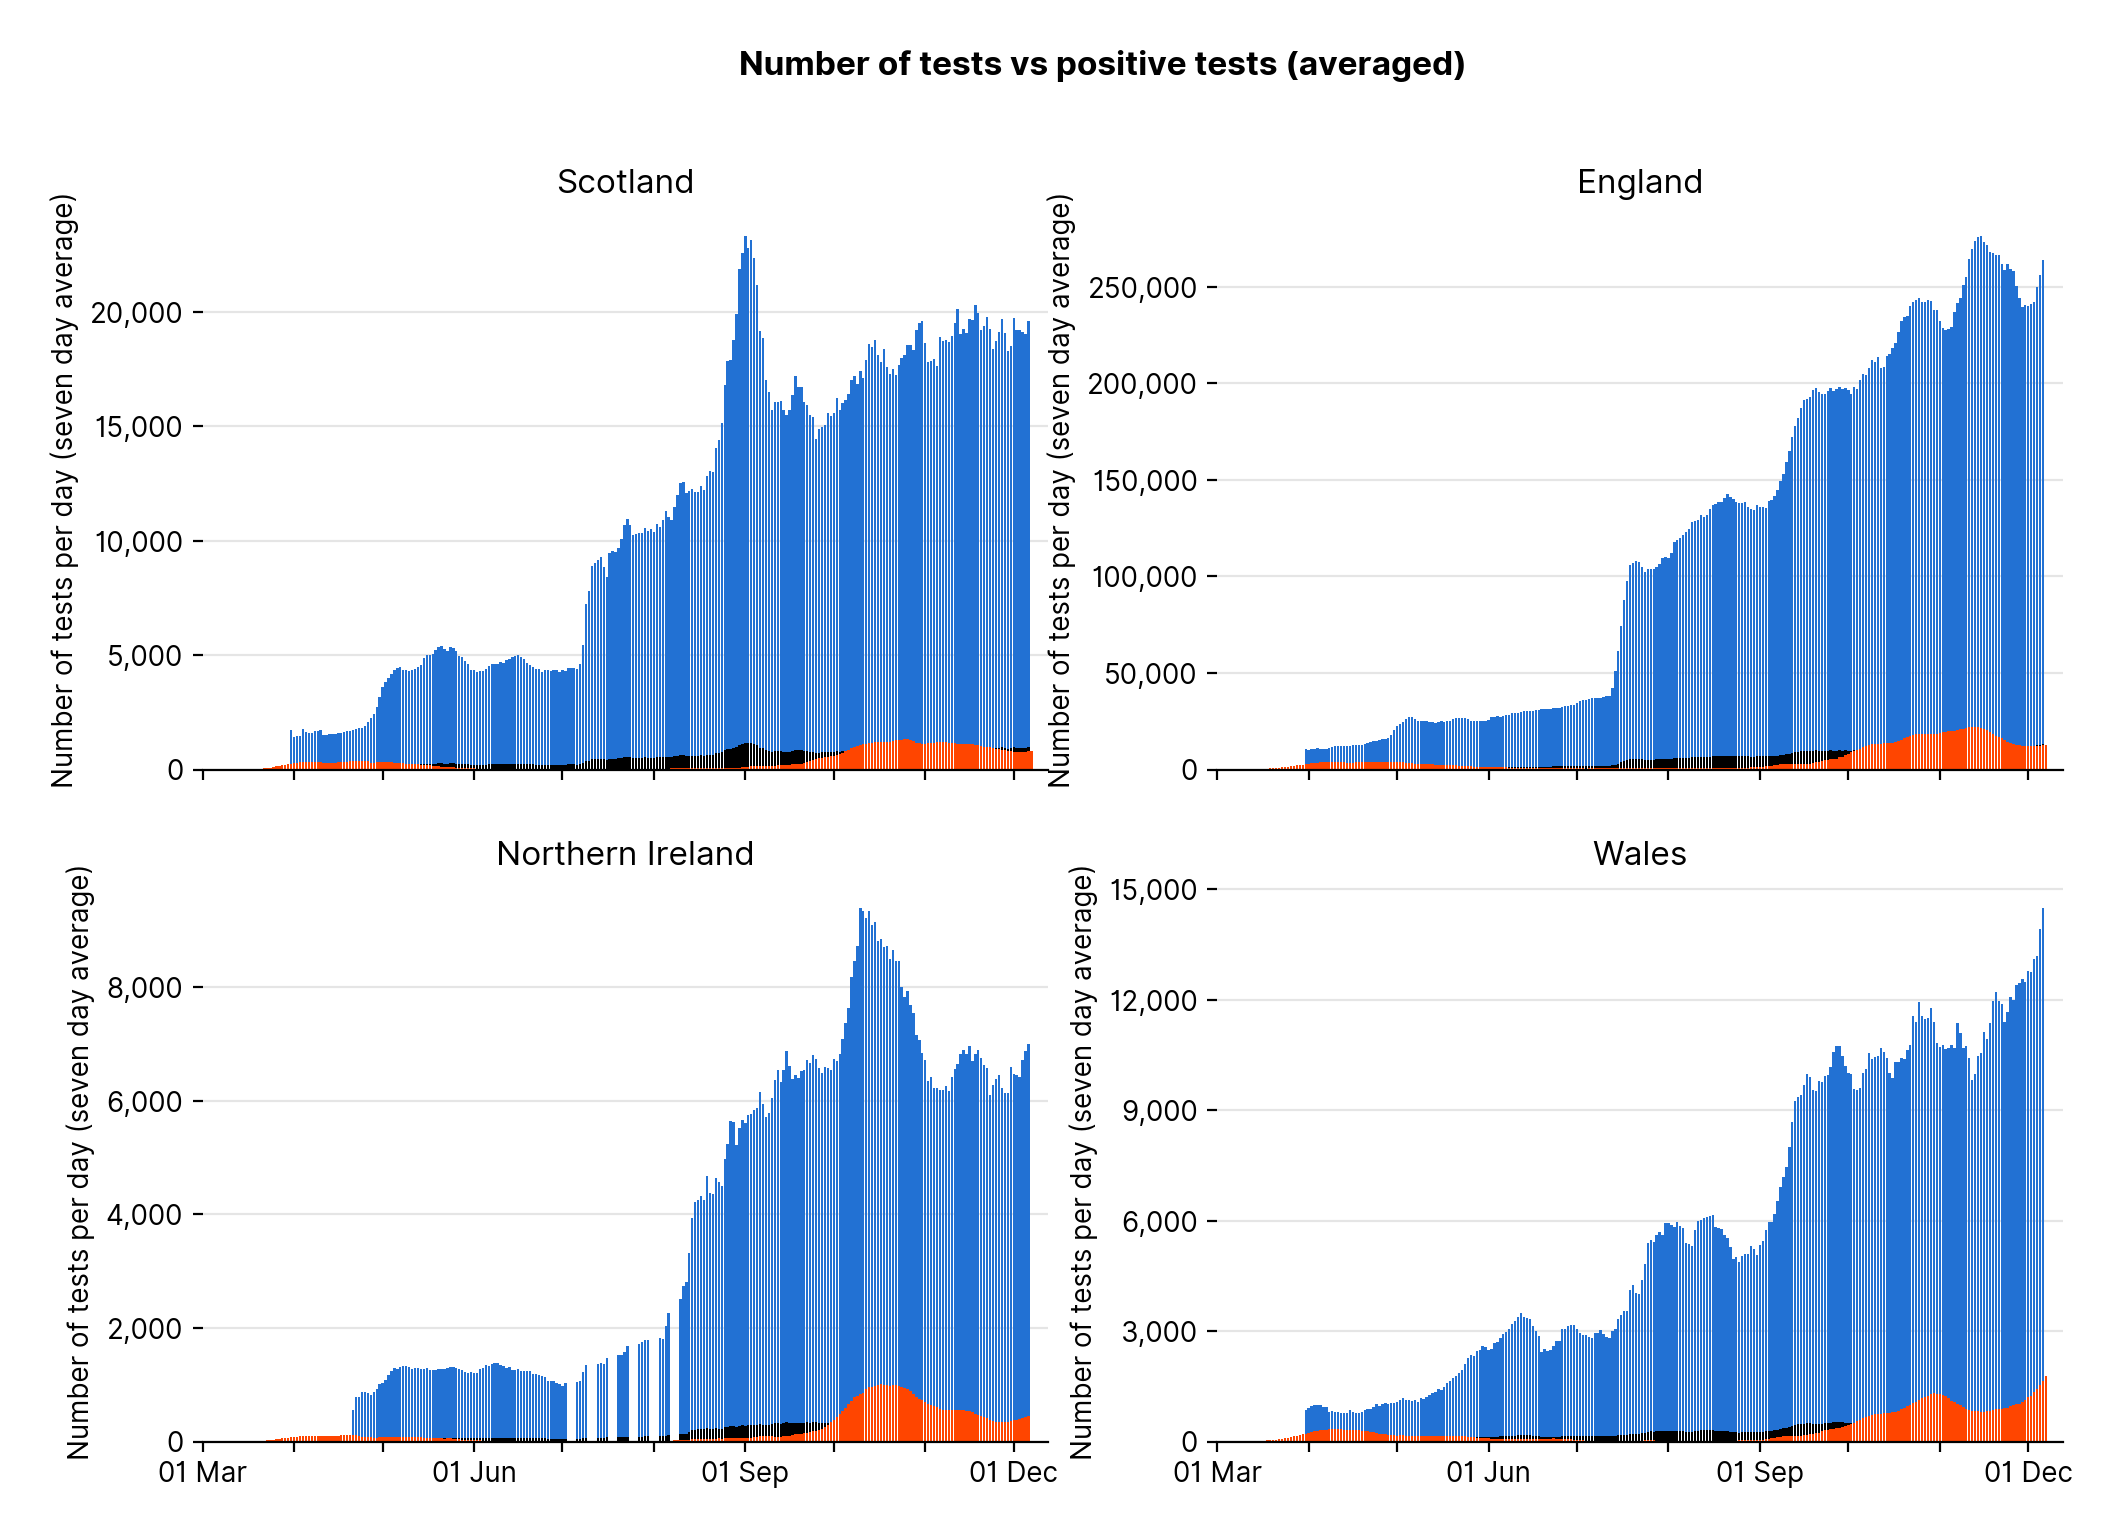 Number of tests vs positive tests (averaged)
Scotland
Number of tests per day (seven day average)
20,000
15,000
10,000
5,000
0
England
Number of tests per day (seven day average)
250,000
200,000
150,000
100,000
50,000
0
Northern Ireland
Number of tests per day (seven day average)
8,000
6,000
4,000
2,000
0
01 Mar
01 Jun
01 Sep
01 Dec
Wales
Number of tests per day (seven day average)
15,000
12,000
9,000
6,000
3,000
0
01 Mar
01 Jun
01 Sep
01 Dec